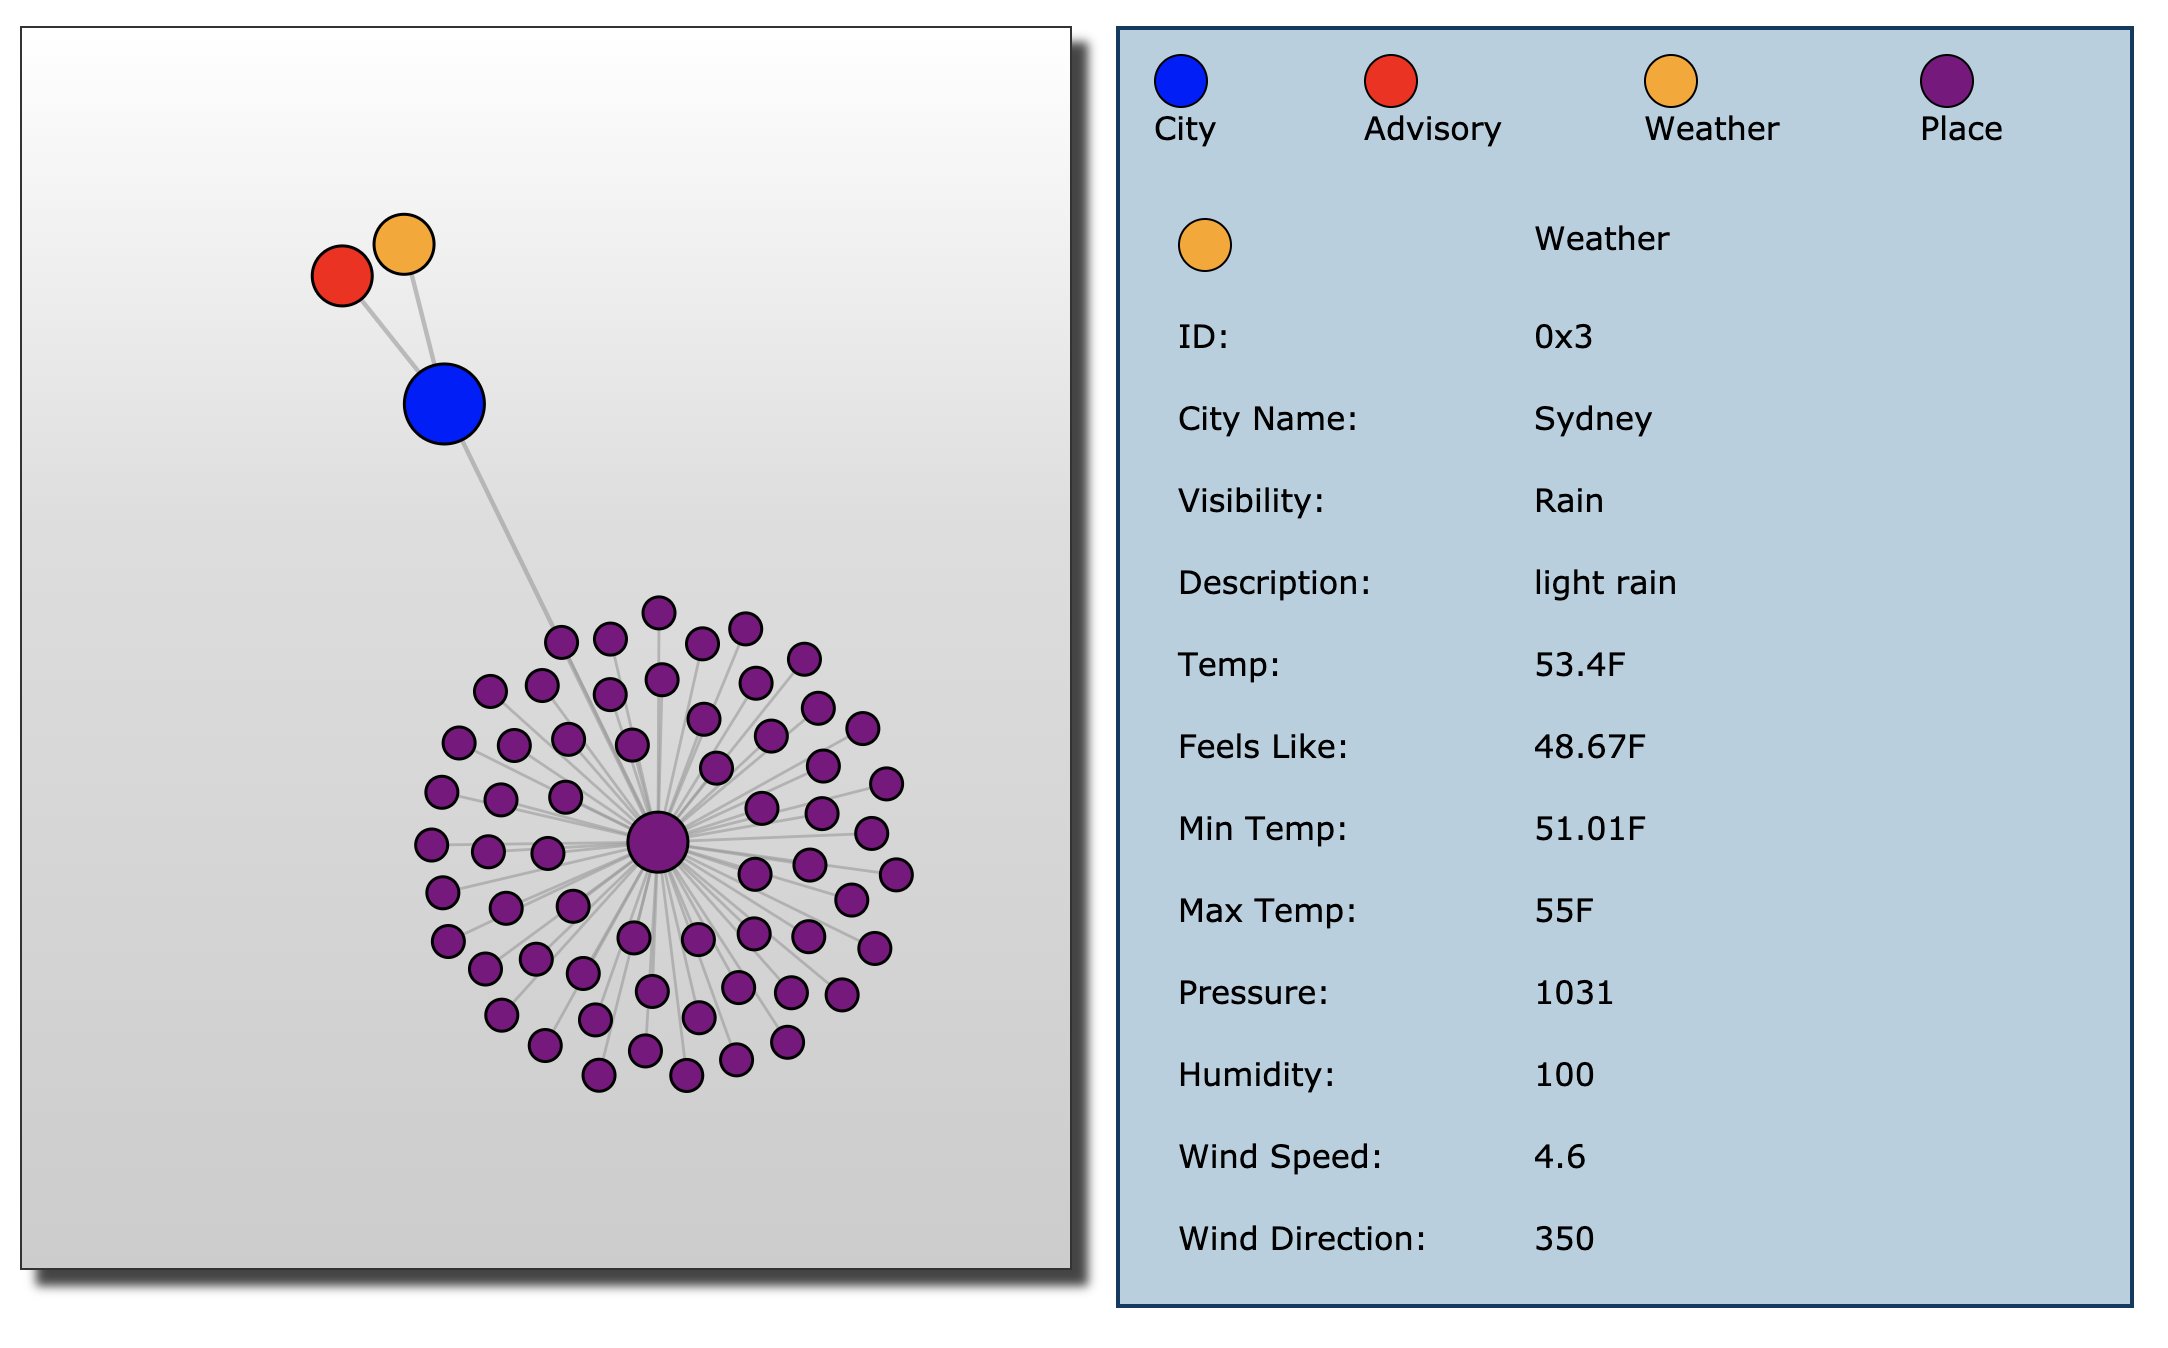 City Advisory Weather Place
Weather
ID: 0x3
City Name: Sydney
Visibility: Rain
Description: light rain
Temp: 53.4F
Feels Like: 48.67F
Min Temp: 51.01F
Max Temp: 55F
Pressure: 1031
Humidity: 100
Wind Speed: 4.6
Wind Direction: 350